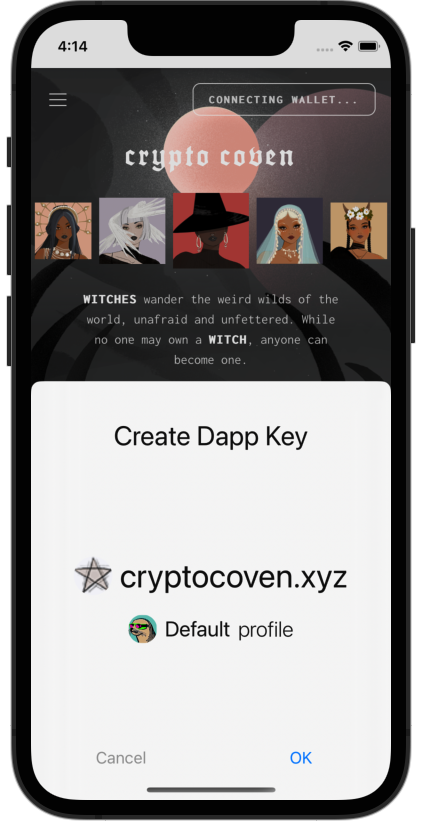 4:14
CONNECTING WALLET...
crypto coven
WITCHES wander the weird wilds of the
world, unafraid and unfettered. While
no one may own a WITCH, anyone can
become one.
Create Dapp Key
cryptocoven.xyz
Default profile
Cancel OK